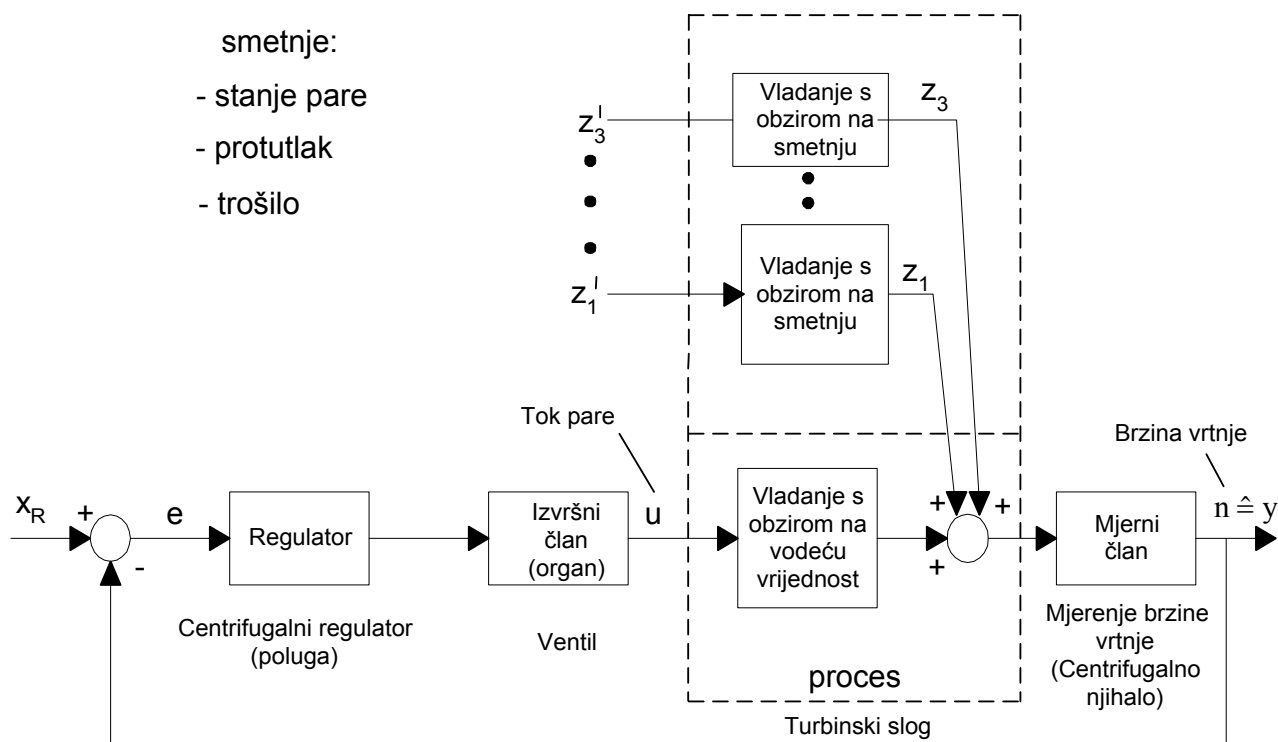 smetnje:
- stanje pare
- protutlak
- trošilo
z3'
Vladanje s
obzirom na
smetnju
z3
z1'
Vladanje s
obzirom na
smetnju
z1
Tok pare
Brzina vrtnje
xR
+
-
e
Regulator
Izvršni
član
(organ)
u
Vladanje s
obzirom na
vodeću
vrijednost
+
+
+
Mjerni
član
n ≙ y
Centrifugalni regulator
(poluga)
Ventil
proces
Mjerenje brzine
vrtnje
(Centrifugalno
njihalo)
Turbinski slog